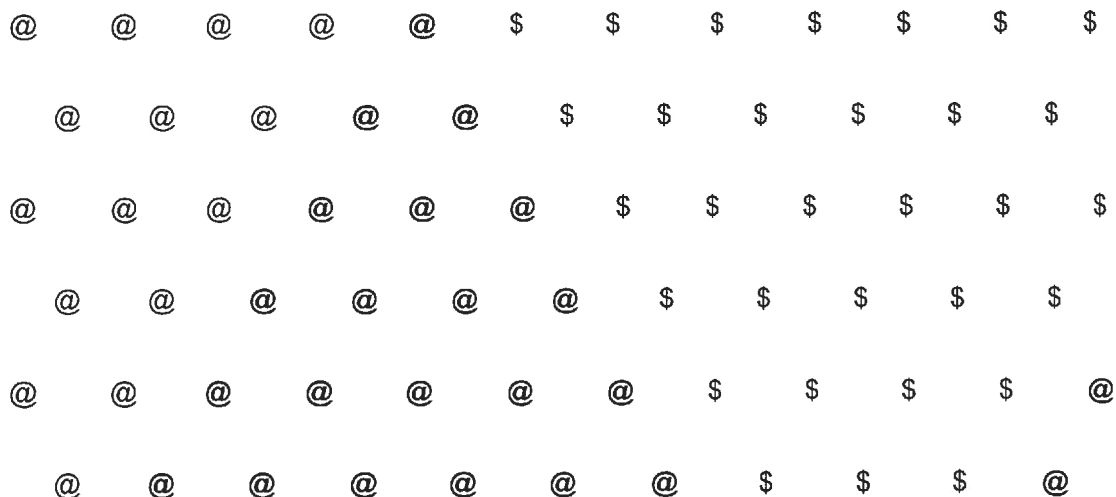 @ @ @ @ @ $ $ $ $ $ $ $
@ @ @ @ @ $ $ $ $ $ $
@ @ @ @ @ @ $ $ $ $ $ $
@ @ @ @ @ @ $ $ $ $ $
@ @ @ @ @ @ @ $ $ $ $ @
@ @ @ @ @ @ @ $ $ $ @